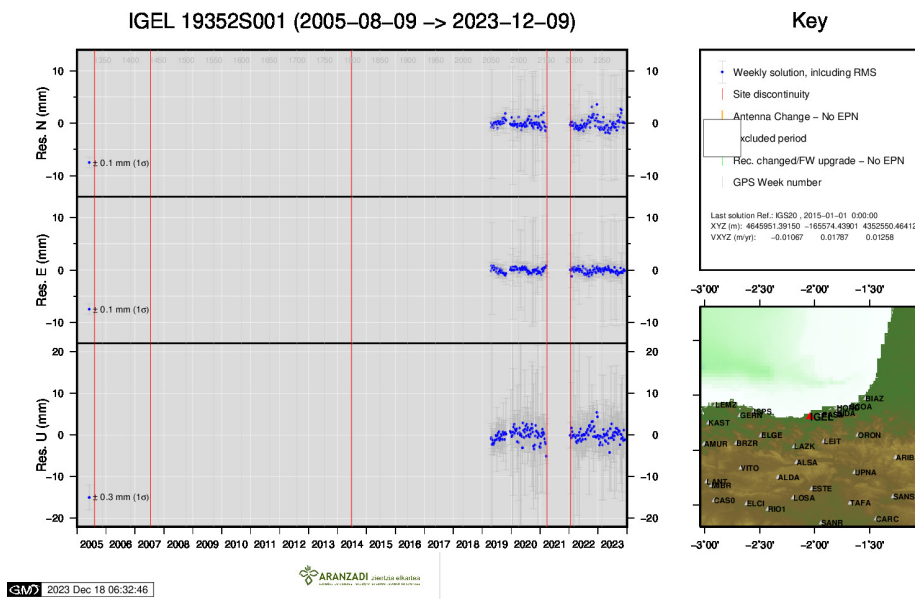 IGEL 19352S001 (2005−08−09 −> 2023−12−09)
Key
1350 1400 1450 1500 1550 1600 1650 1700 1750 1800 1850 1900 1950 2000 2050 2100 2150 2200 2250
Res. N (mm)
10 10
0 0
−10 −10
± 0.1 mm (1σ)
Res. E (mm)
10 10
0 0
−10 −10
± 0.1 mm (1σ)
Res. U (mm)
20 20
10 10
0 0
−10 −10
−20 −20
± 0.3 mm (1σ)
2005 2006 2007 2008 2009 2010 2011 2012 2013 2014 2015 2016 2017 2018 2019 2020 2021 2022 2023
Weekly solution, inlcuding RMS
Site discontinuity
Antenna Change − No EPN
xcluded period
Rec. changed/FW upgrade − No EPN
GPS Week number
Last solution Ref.: IGS20 , 2015−01−01 0:00:00
XYZ (m): 4645951.39150 −165574.43901 4352550.46412
VXYZ (m/yr): −0.01067 0.01787 0.01258
−3˚00' −2˚30' −2˚00' −1˚30'
BIAZ
LEMZ
GERN
KAST
IGEL
AMUR
BRZR
ELGE
LAZK
LEIT
ORON
ARIB
VITO
ALSA
ALDA
UPNA
LANT
ESTE
CAS0
ELCI
RIO1
LOSA
TAFA
SANS
SANR
CARC
−3˚00' −2˚30' −2˚00' −1˚30'
GMD 2023 Dec 18 06:32:46
ARANZADI zientzia elkartea